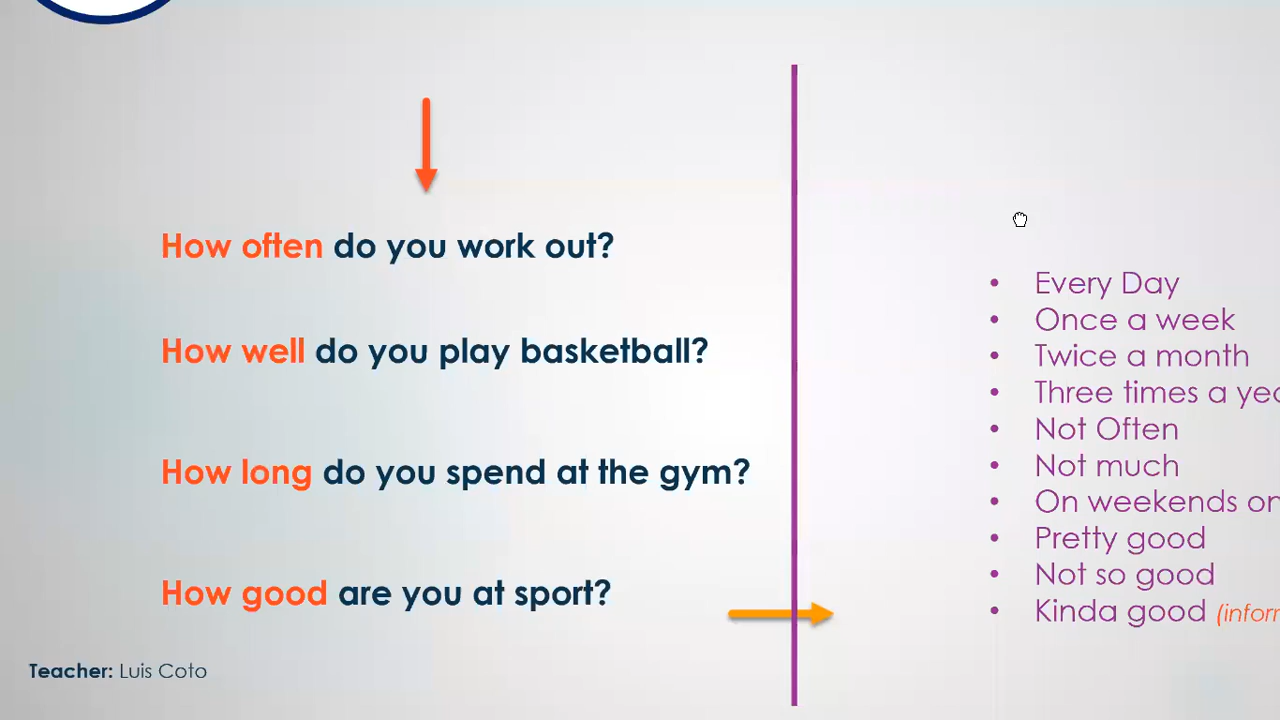 How often do you work out?
How well do you play basketball?
How long do you spend at the gym?
How good are you at sport?
• Every Day
• Once a week
• Twice a month
• Three times a
• Not Often
• Not much
• On weekends
• Pretty good
• Not so good
• Kinda good
Teacher: Luis Coto